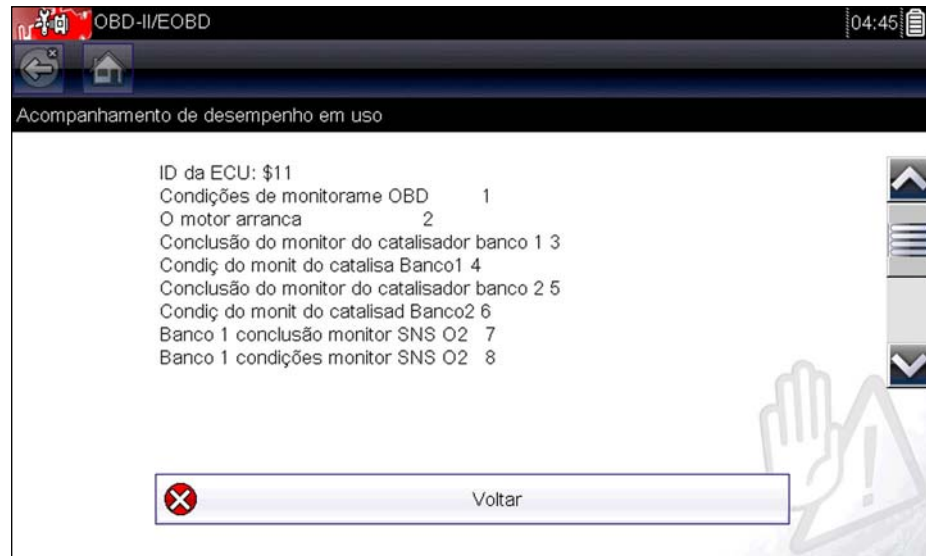 OBD-II/EOBD 04:45
Acompanhamento de desempenho em uso
ID da ECU: $11
Condições de monitorame OBD 1
O motor arranca 2
Conclusão do monitor do catalisador banco 1 3
Condiç do monit do catalisa Banco1 4
Conclusão do monitor do catalisador banco 2 5
Condiç do monit do catalisad Banco2 6
Banco 1 conclusão monitor SNS O2 7
Banco 1 condições monitor SNS O2 8
Voltar